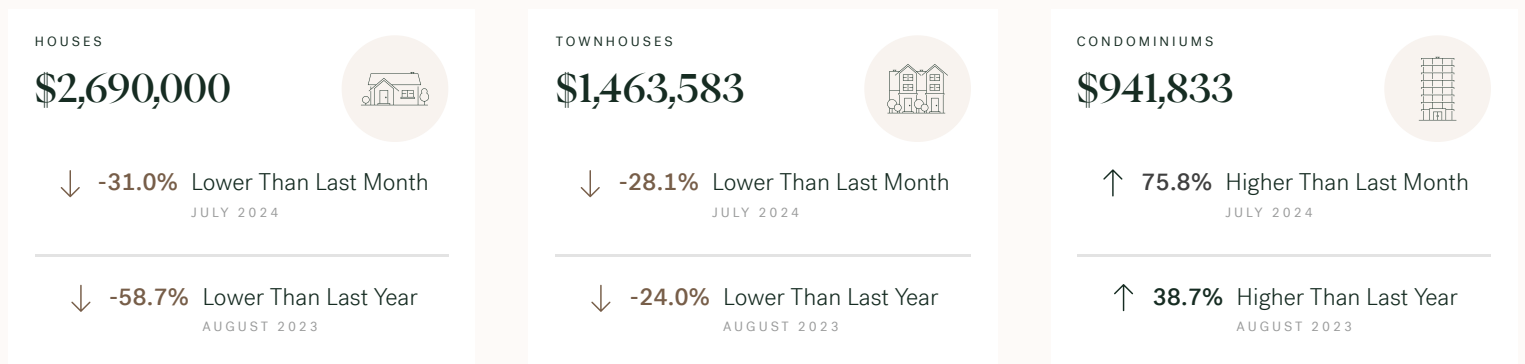 HOUSES
$2,690,000
-31.0% Lower Than Last Month
JULY 2024
-58.7% Lower Than Last Year
AUGUST 2023
TOWNHOUSES
$1,463,583
-28.1% Lower Than Last Month
JULY 2024
-24.0% Lower Than Last Year
AUGUST 2023
CONDOMINIUMS
$941,833
75.8% Higher Than Last Month
JULY 2024
38.7% Higher Than Last Year
AUGUST 2023